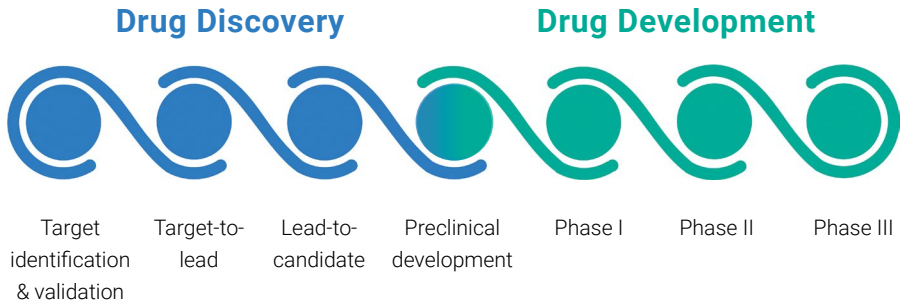 Drug Discovery
Drug Development
Target
identification
& validation
Target-to-
lead
Lead-to-
candidate
Preclinical
development
Phase I
Phase II
Phase III